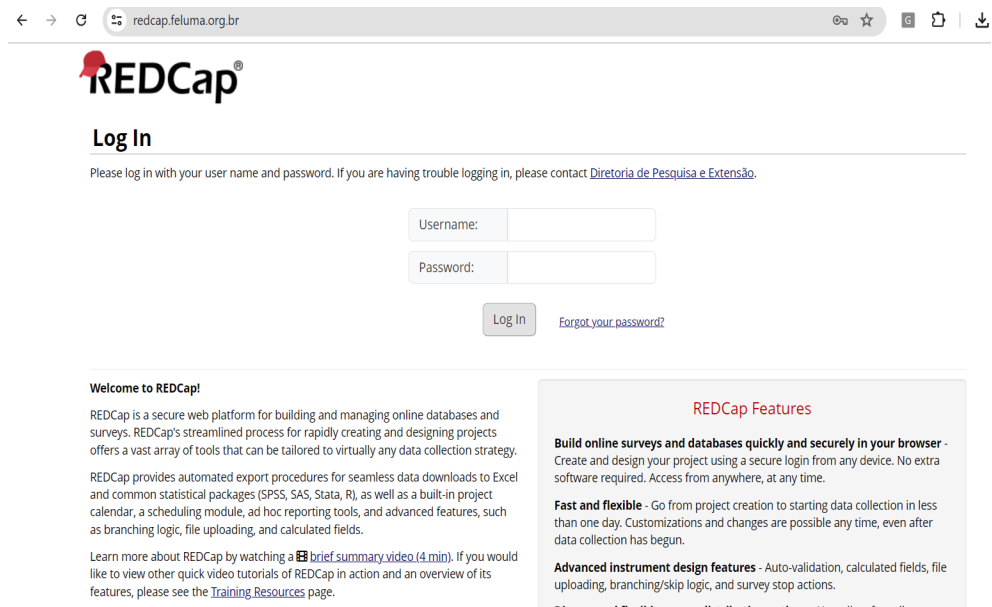 redcap.feluma.org.br
G
REDCap®
Log In
Please log in with your user name and password. If you are having trouble logging in, please contact Diretoria de Pesquisa e Extensão.
Username:
Password:
Log In
Forgot your password?
Welcome to REDCap!
REDCap is a secure web platform for building and managing online databases and
surveys. REDCap's streamlined process for rapidly creating and designing projects
offers a vast array of tools that can be tailored to virtually any data collection strategy.
REDCap provides automated export procedures for seamless data downloads to Excel
and common statistical packages (SPSS, SAS, Stata, R), as well as a built-in project
calendar, a scheduling module, ad hoc reporting tools, and advanced features, such
as branching logic, file uploading, and calculated fields.
Learn more about REDCap by watching a brief summary video (4 min). If you would
like to view other quick video tutorials of REDCap in action and an overview of its
features, please see the Training Resources page.
REDCap Features
Build online surveys and databases quickly and securely in your browser -
Create and design your project using a secure login from any device. No extra
software required. Access from anywhere, at any time.
Fast and flexible - Go from project creation to starting data collection in less
than one day. Customizations and changes are possible any time, even after
data collection has begun.
Advanced instrument design features - Auto-validation, calculated fields, file
uploading, branching/skip logic, and survey stop actions.